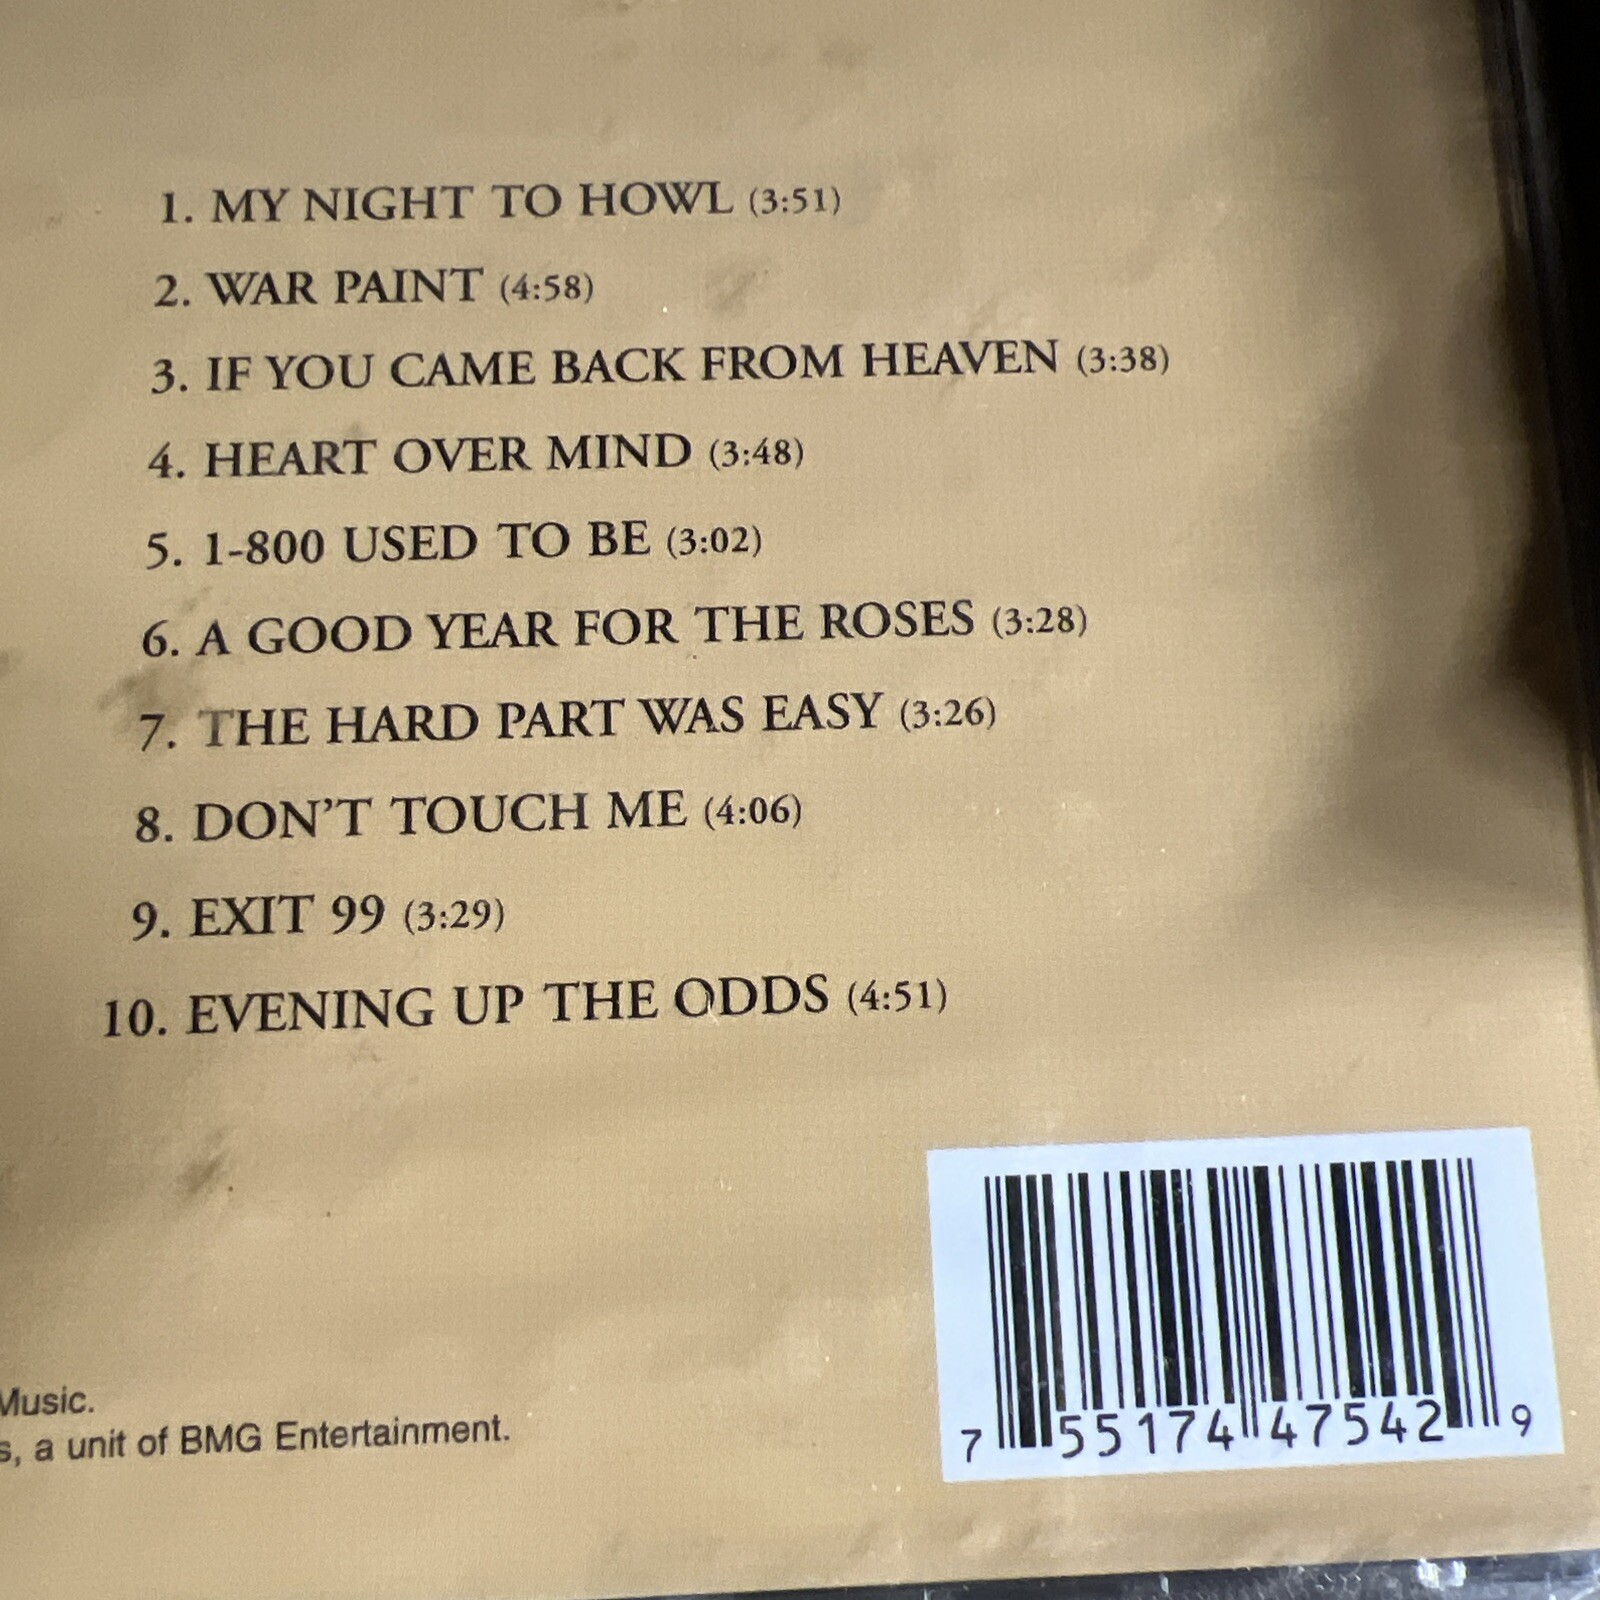 1. MY NIGHT TO HOWL (3:51)
2. WAR PAINT (4:58)
3. IF YOU CAME BACK FROM HEAVEN (3:38)
4. HEART OVER MIND (3:48)
5. 1-800 USED TO BE (3:02)
6. A GOOD YEAR FOR THE ROSES (3:28)
7. THE HARD PART WAS EASY (3:26)
8. DON'T TOUCH ME (4:06)
9. EXIT 99 (3:29)
10. EVENING UP THE ODDS (4:51)
Music.
s, a unit of BMG Entertainment.
7 55174 47542 9